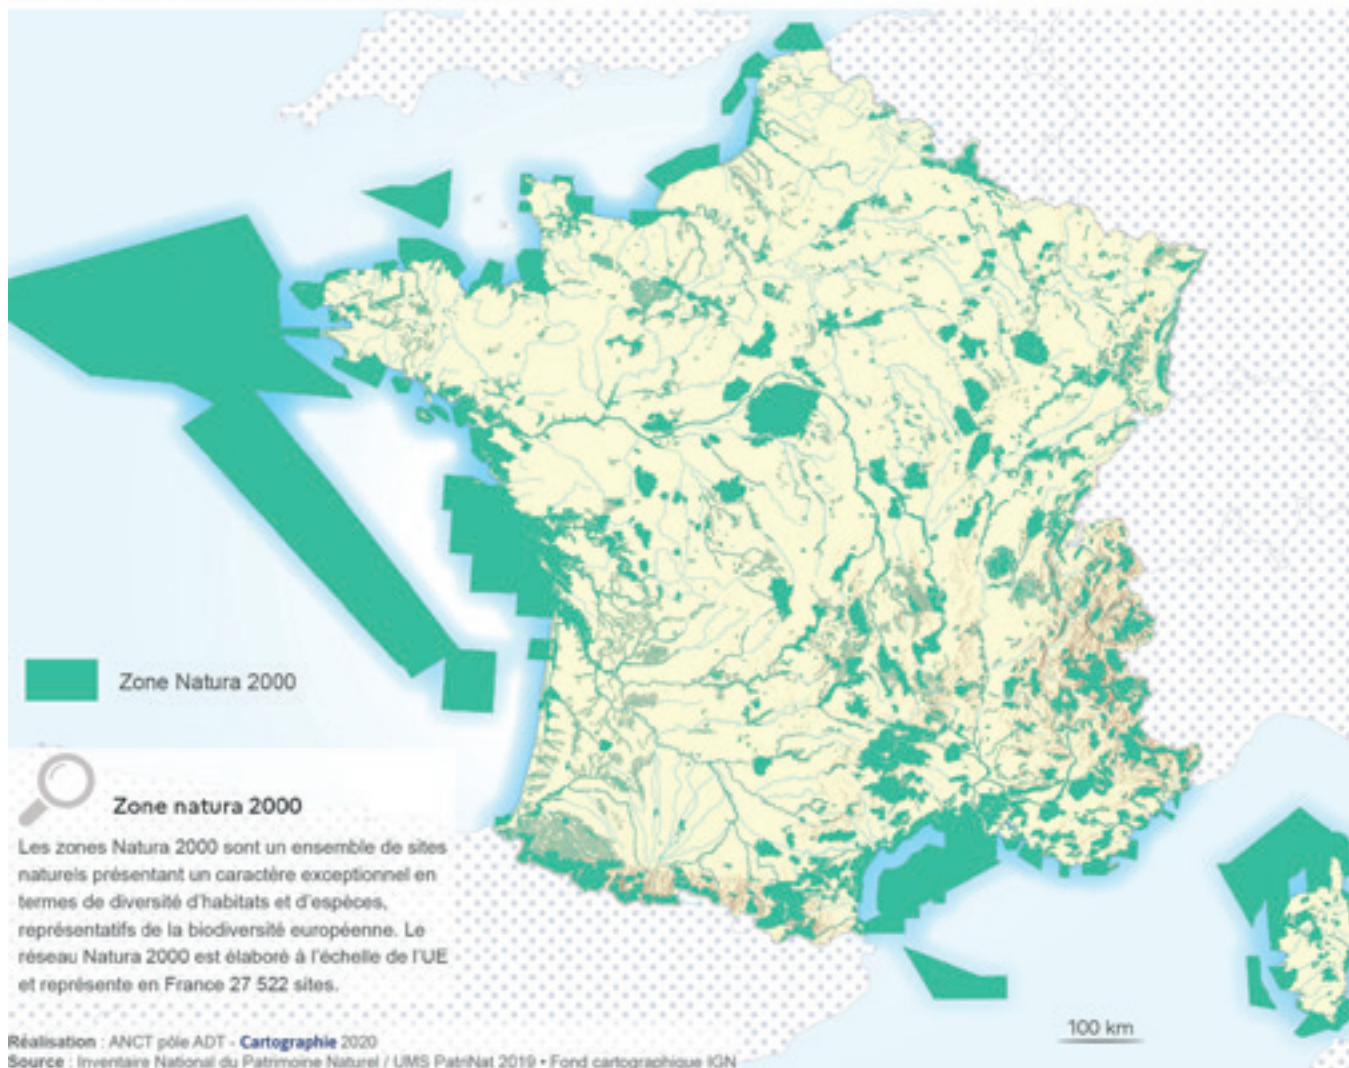 Zone Natura 2000
Zone natura 2000
Les zones Natura 2000 sont un ensemble de sites
naturels présentant un caractère exceptionnel en
termes de diversité d'habitats et d'espèces,
représentatifs de la biodiversité européenne. Le
réseau Natura 2000 est élaboré à l'échelle de l'UE
et représente en France 27 522 sites.
100 km
Réalisation : ANCT pôle ADT - Cartographie 2020
Source : Inventaire National du Patrimoine Naturel / UMS PatriNat 2019 • Fond cartographique IGN